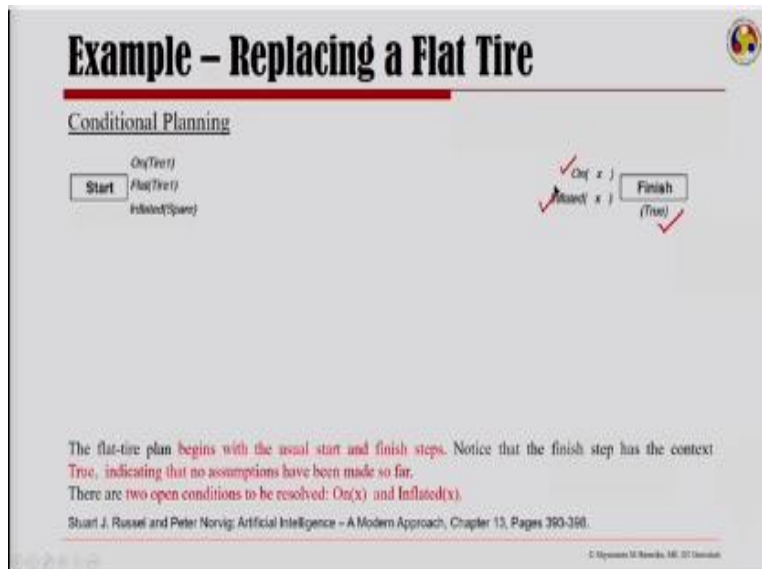 Example – Replacing a Flat Tire
Conditional Planning
On(Tire1)
Start
Flat(Tire1)
Inflated(Spare)
On( x )
Inflated( x )
Finish
(True)
The flat-tire plan begins with the usual start and finish steps. Notice that the finish step has the context
True, indicating that no assumptions have been made so far.
There are two open conditions to be resolved: On(x) and Inflated(x).
Stuart J. Russel and Peter Norvig: Artificial Intelligence – A Modern Approach, Chapter 13, Pages 393-398.